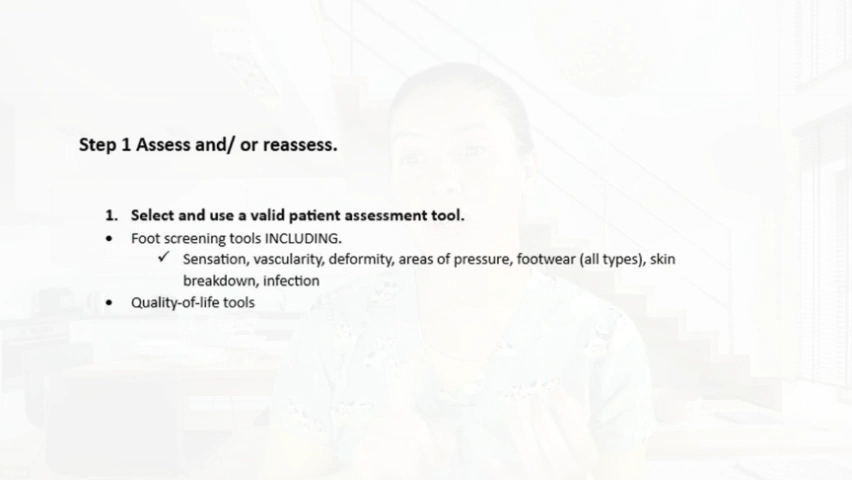 Step 1 Assess and/ or reassess.
1. Select and use a valid patient assessment tool.
• Foot screening tools INCLUDING.
✓ Sensation, vascularity, deformity, areas of pressure, footwear (all types), skin
breakdown, infection
• Quality-of-life tools